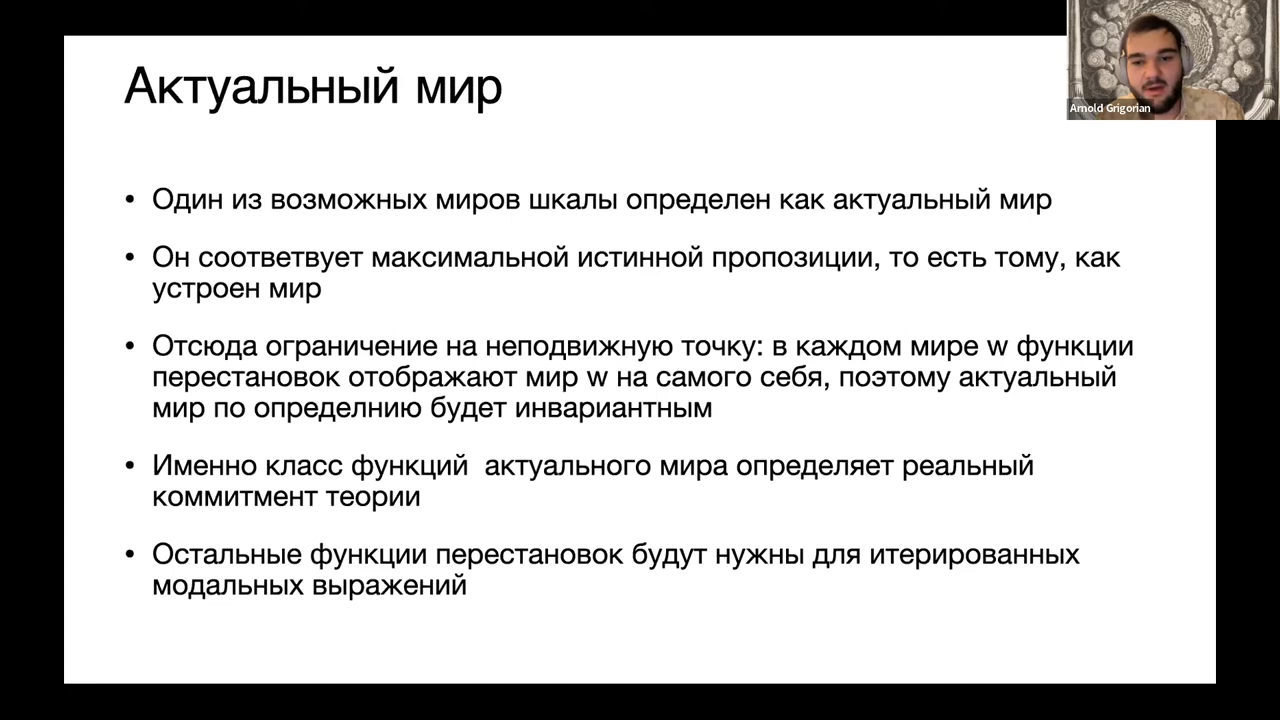 Актуальный мир
Arnold Grigorian
• Один из возможных миров шкалы определен как актуальный мир
• Он соответвует максимальной истинной пропозиции, то есть тому, как
устроен мир
• Отсюда ограничение на неподвижную точку: в каждом мире w функции
перестановок отображают мир w на самого себя, поэтому актуальный
мир по определнию будет инвариантным
• Именно класс функций  актуального мира определяет реальный
коммитмент теории
• Остальные функции перестановок будут нужны для итерированных
модальных выражений